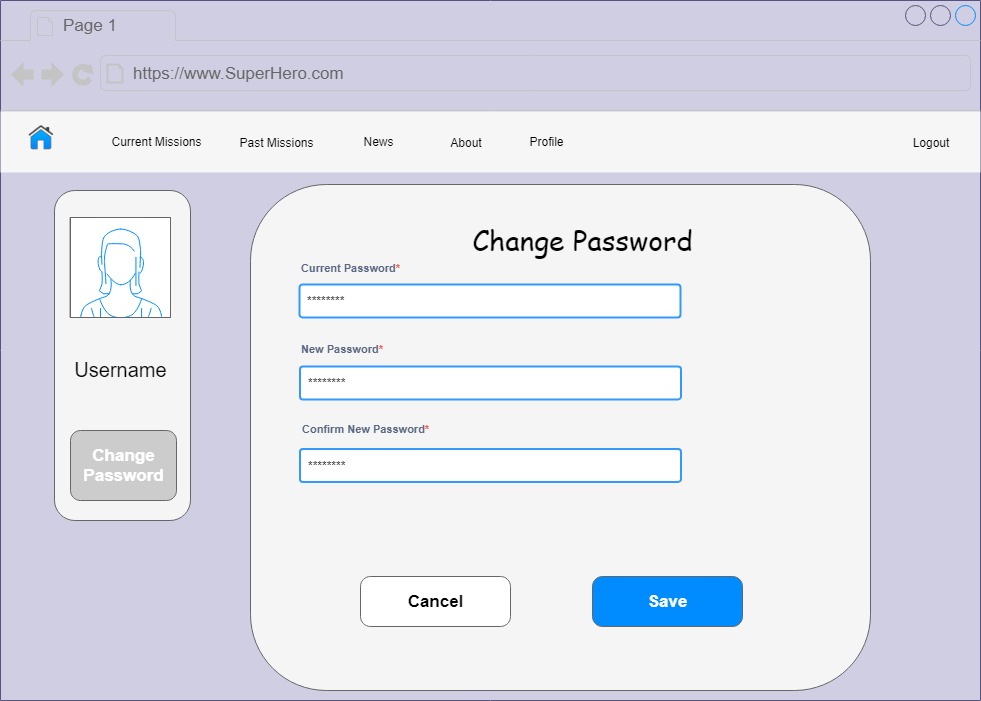 Page 1
https://www.SuperHero.com
Current Missions
Past Missions
News
About
Profile
Logout
Username
Change
Password
Change Password
Current Password*
********
New Password*
********
Confirm New Password*
********
Cancel
Save